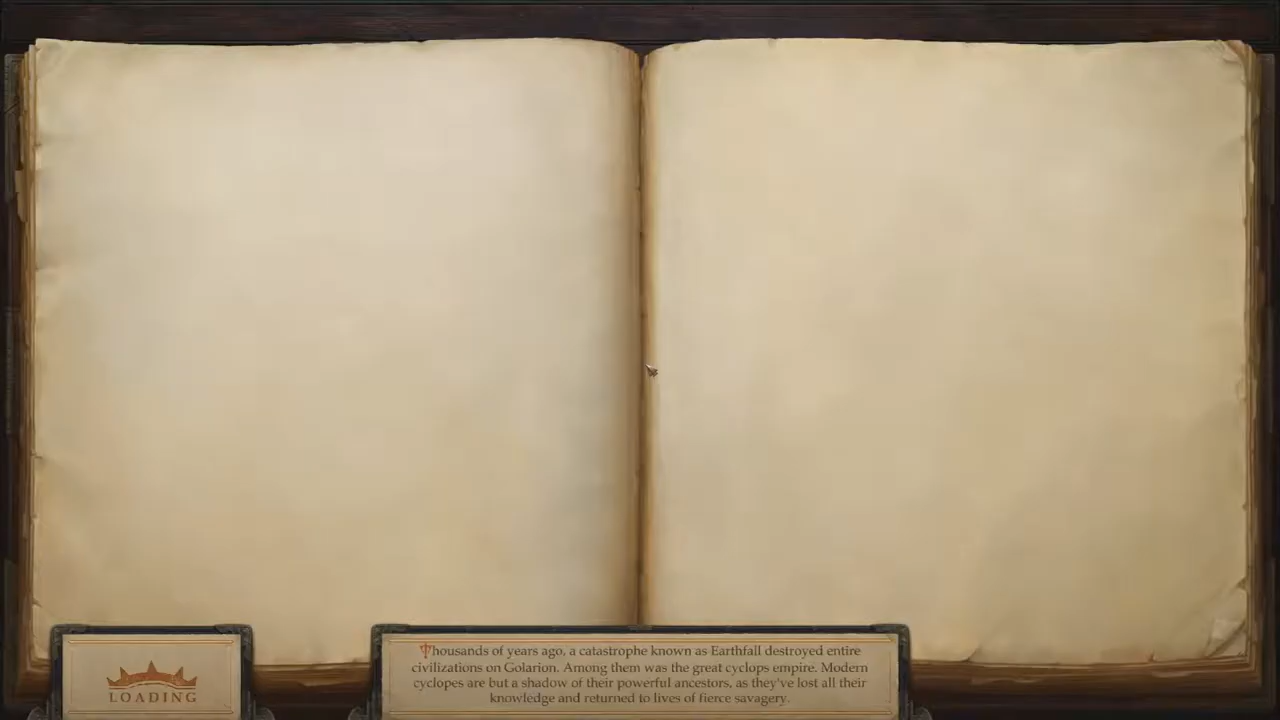 Thousands of years ago, a catastrophe known as Earthfall destroyed entire
civilizations on Golarion. Among them was the great cyclops empire. Modern
cyclopes are but a shadow of their powerful ancestors, as they've lost all their
knowledge and returned to lives of fierce savagery.
LOADING